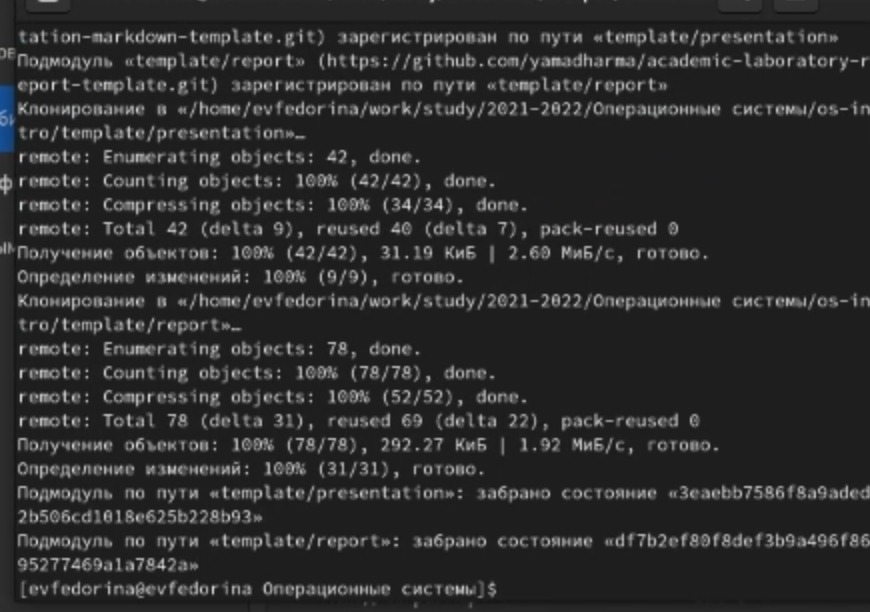 tation-markdown-template.git) зарегистрирован по пути «template/presentation»
Подмодуль «template/report» (https://github.com/yamadharma/academic-laboratory-r
eport-template.git) зарегистрирован по пути «template/report»
Клонирование в «/home/evfedorina/work/study/2021-2022/Операционные системы/os-in
tro/template/presentation»…
remote: Enumerating objects: 42, done.
remote: Counting objects: 100% (42/42), done.
remote: Compressing objects: 100% (34/34), done.
remote: Total 42 (delta 9), reused 40 (delta 7), pack-reused 0
Получение объектов: 100% (42/42), 31.19 КиБ | 2.60 МиБ/с, готово.
Определение изменений: 100% (9/9), готово.
Клонирование в «/home/evfedorina/work/study/2021-2022/Операционные системы/os-in
tro/template/report»…
remote: Enumerating objects: 78, done.
remote: Counting objects: 100% (78/78), done.
remote: Compressing objects: 100% (52/52), done.
remote: Total 78 (delta 31), reused 69 (delta 22), pack-reused 0
Получение объектов: 100% (78/78), 292.27 КиБ | 1.92 МиБ/с, готово.
Определение изменений: 100% (31/31), готово.
Подмодуль по пути «template/presentation»: забрано состояние «3eaebb7586f8a9aded
2b506cd1018e625b228b93»
Подмодуль по пути «template/report»: забрано состояние «df7b2ef80f8def3b9a496f86
95277469a1a7842a»
[evfedorina@evfedorina Операционные системы]$